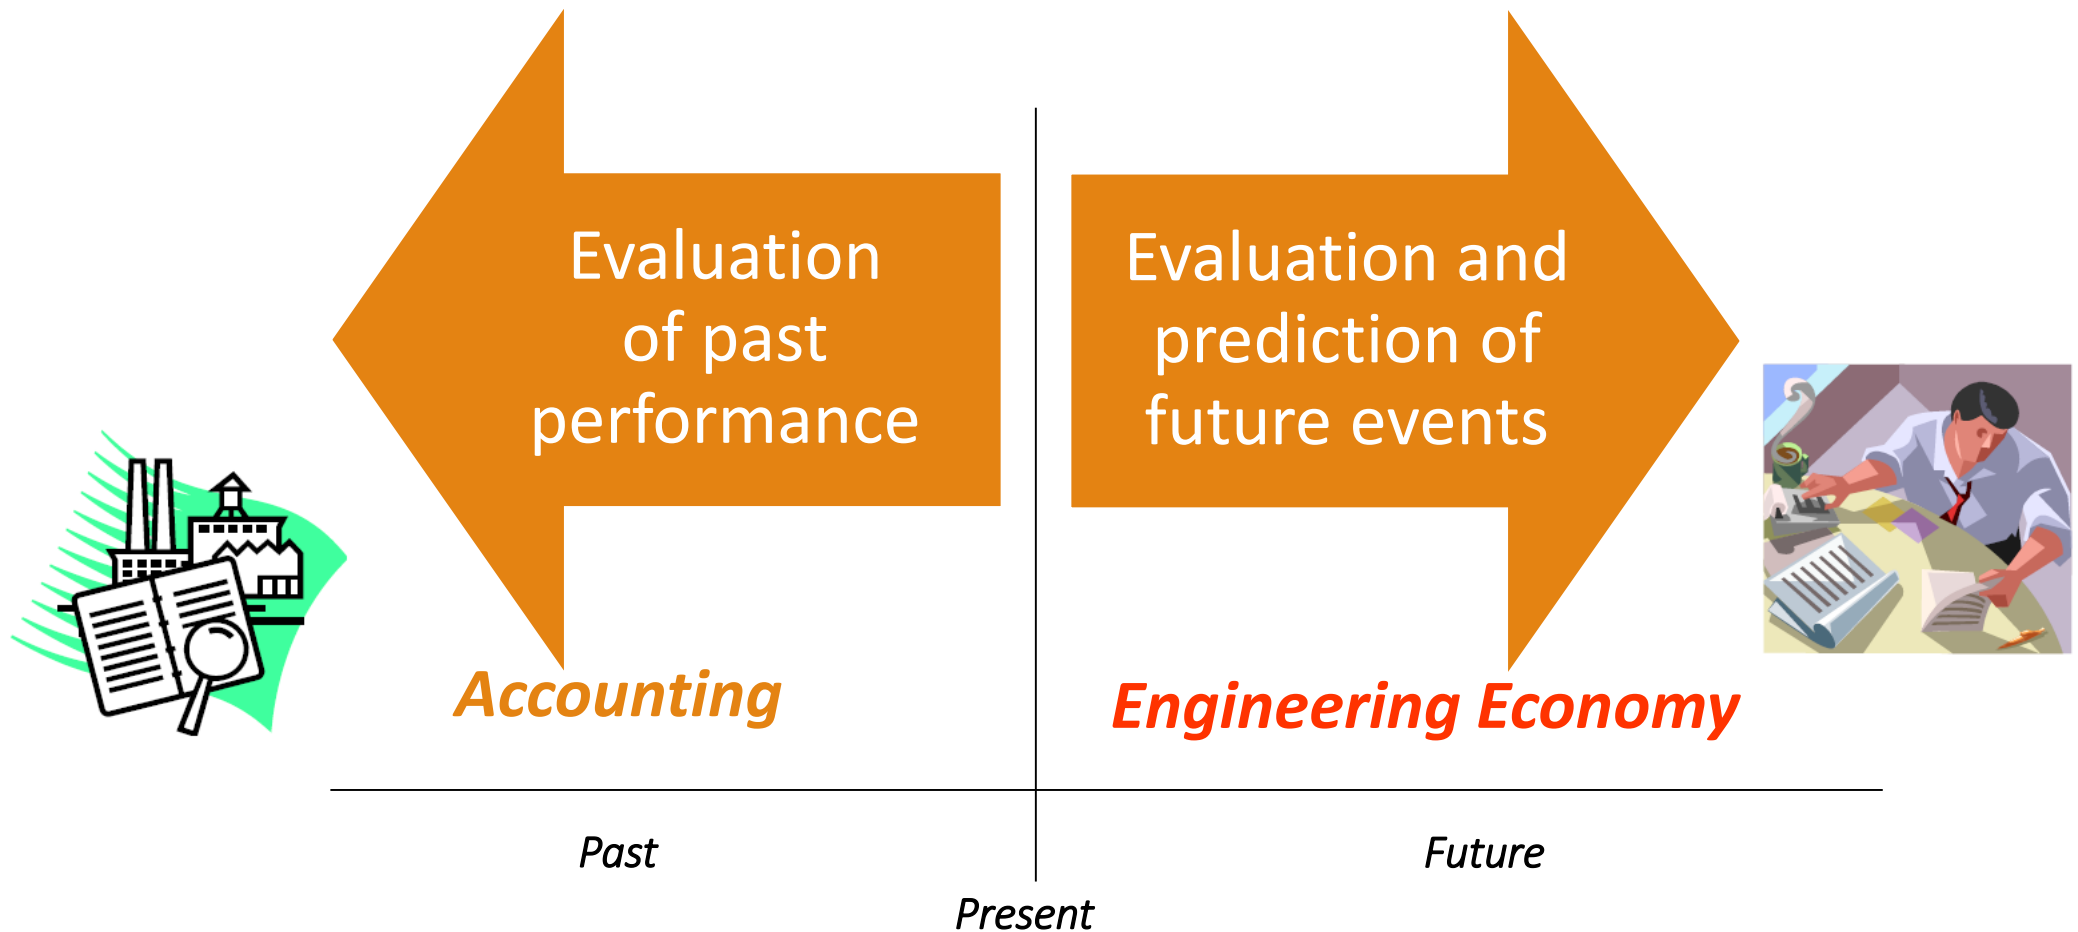 Evaluation
of past
performance
Evaluation and
prediction of
future events
Accounting
Engineering Economy
Past
Future
Present